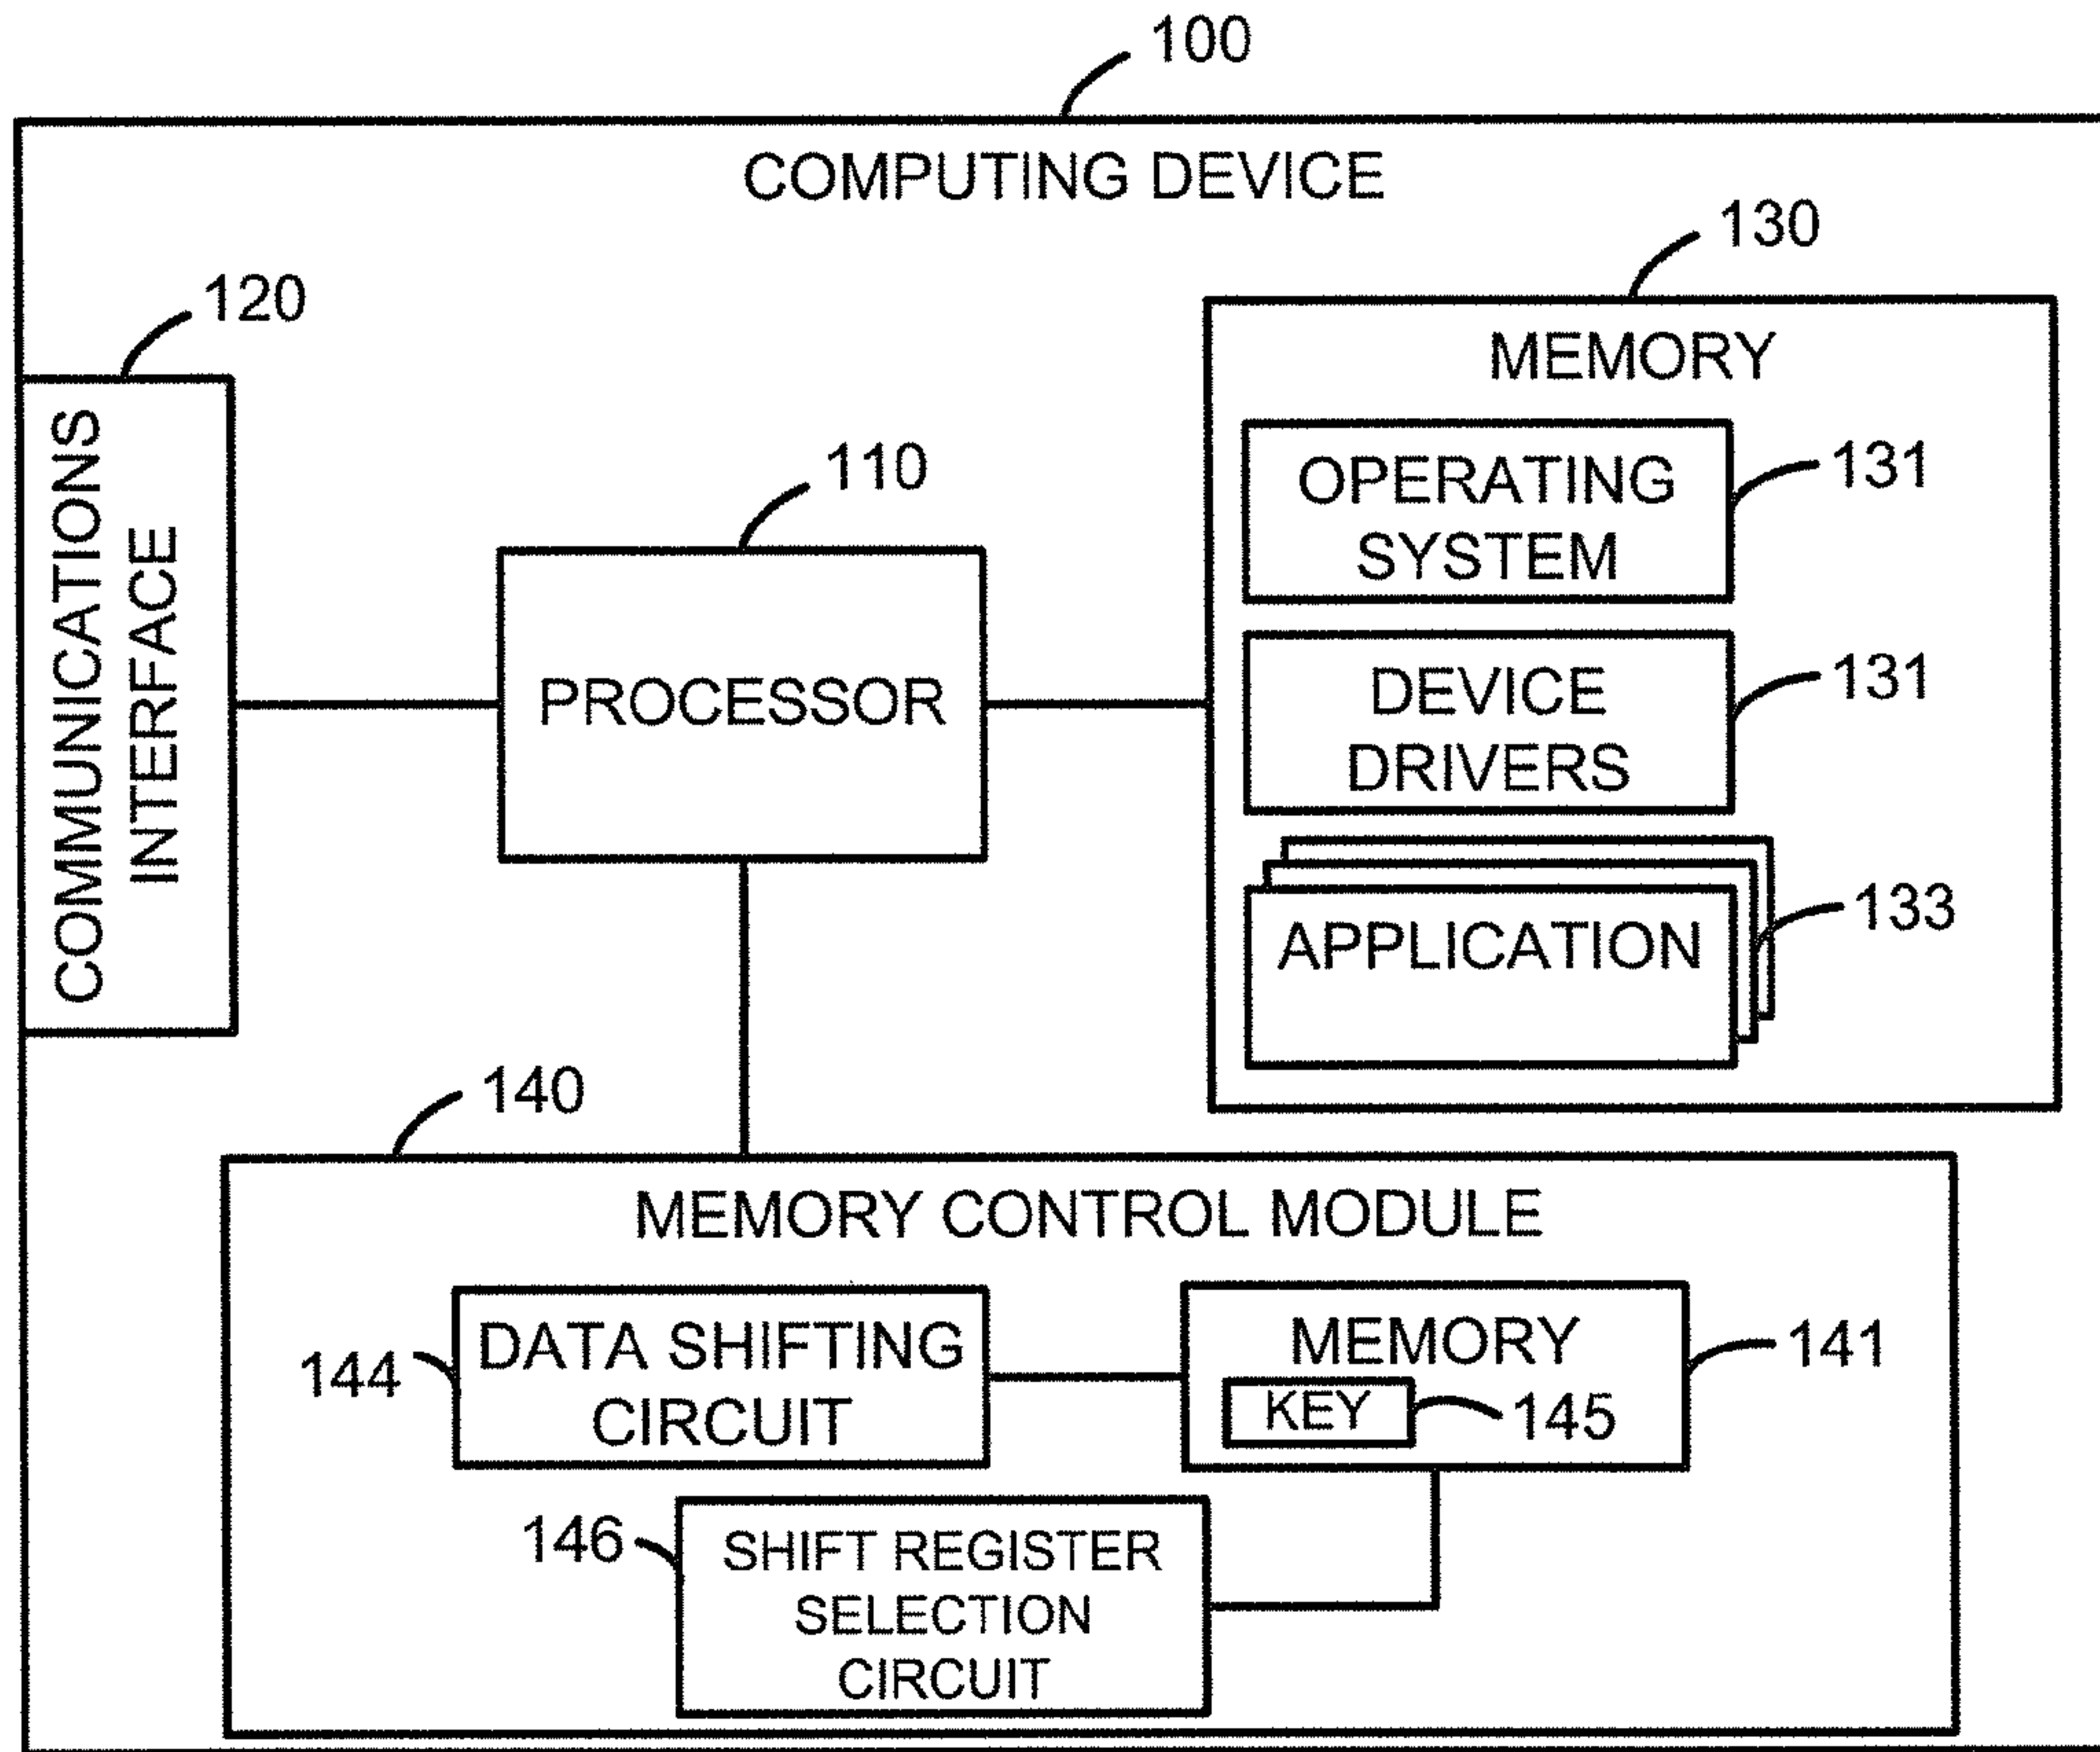 100
COMPUTING DEVICE
130
120
MEMORY
COMMUNICATIONS
INTERFACE
110
OPERATING
SYSTEM
131
PROCESSOR
DEVICE
DRIVERS
131
APPLICATION
133
140
MEMORY CONTROL MODULE
DATA SHIFTING
CIRCUIT
144
MEMORY
141
KEY
145
146
SHIFT REGISTER
SELECTION
CIRCUIT